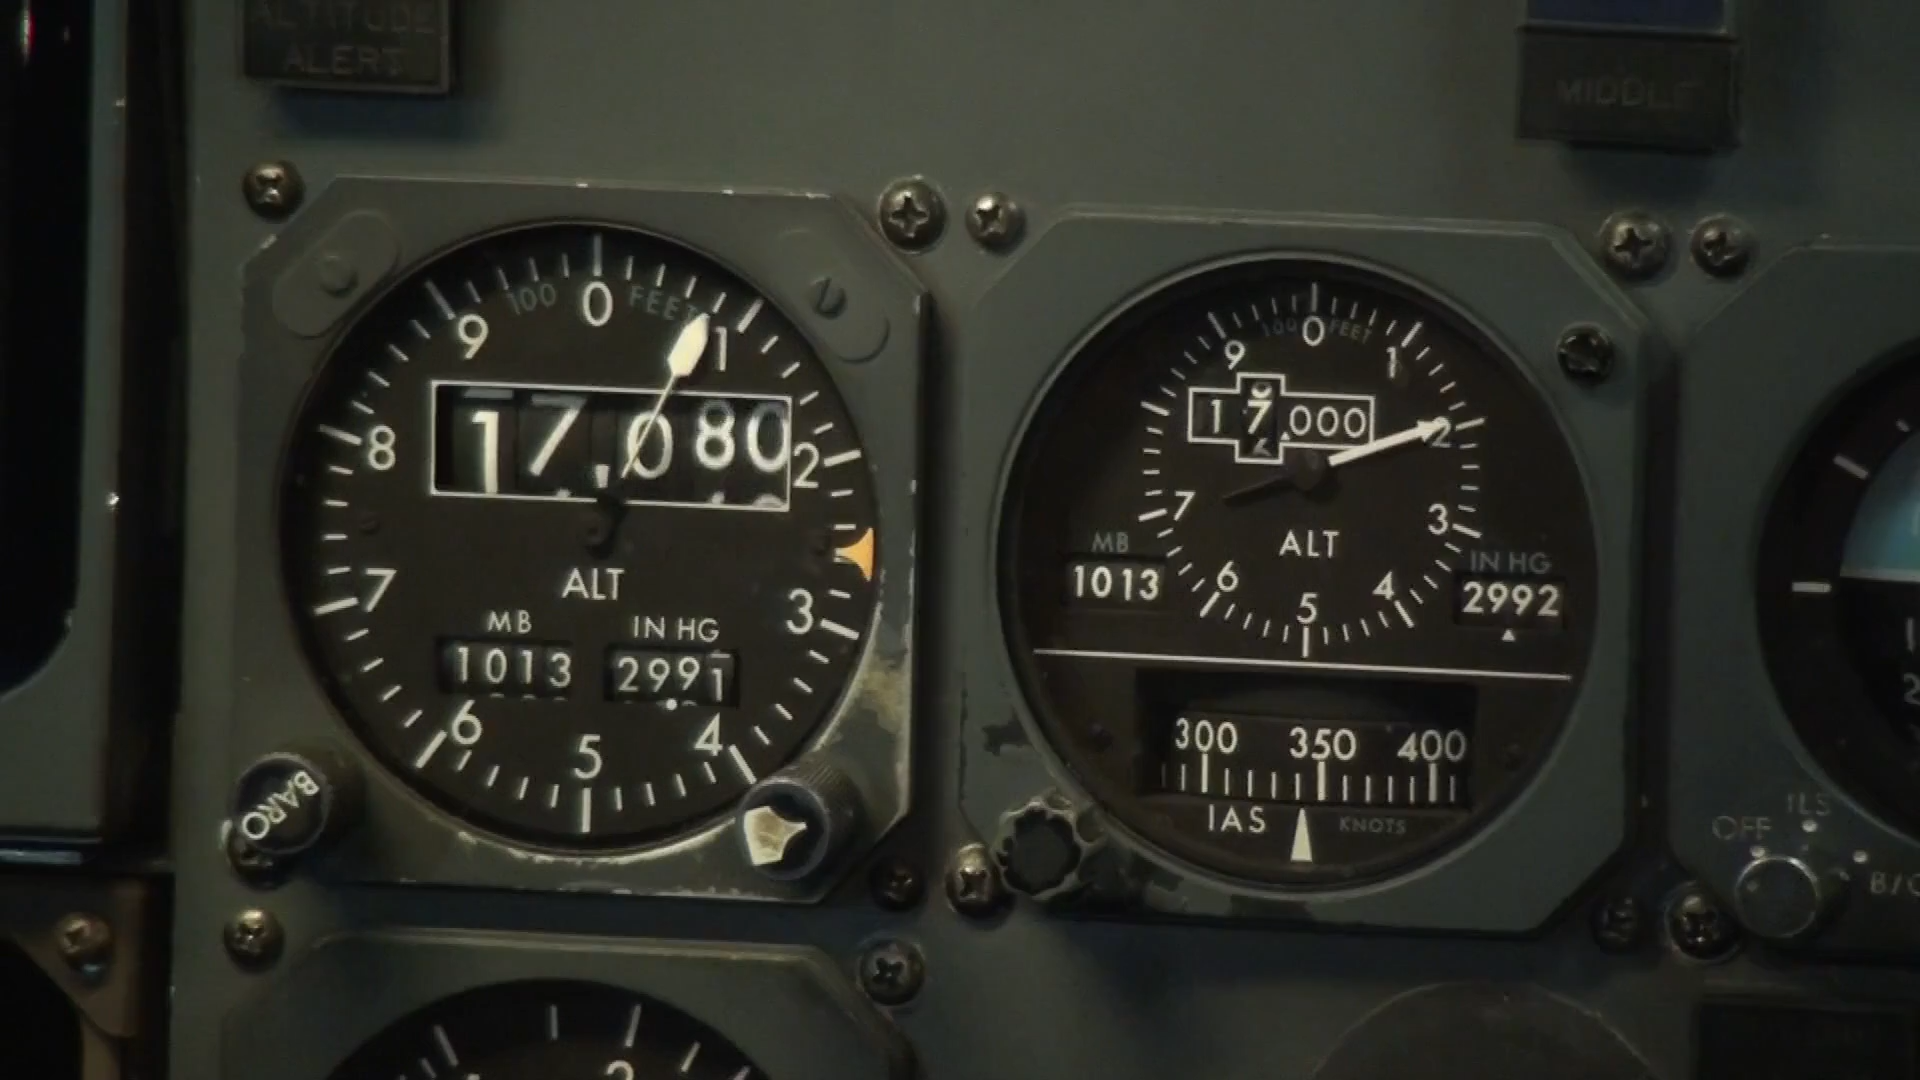 ALTITUDE
ALERT
MIDDLE
100 FEET
0
1
2
3
4
5
6
7
8
9
17,080
ALT
MB
1013
IN HG
2991
BARO
100 FEET
0
1
2
3
4
5
6
7
9
17,000
ALT
MB
1013
IN HG
2992
300 350 400
IAS
KNOTS
OFF
ILS